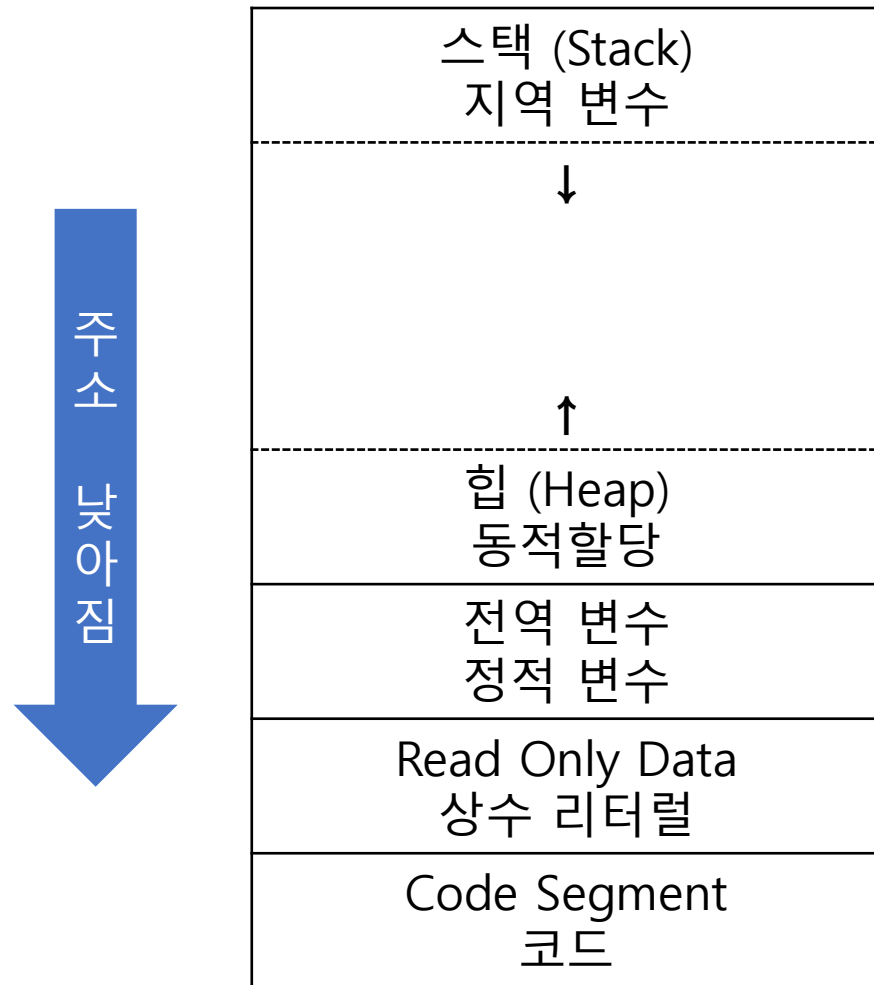 스택 (Stack)
지역 변수
↓
주소 낮아짐
↑
힙 (Heap)
동적할당
전역 변수
정적 변수
Read Only Data
상수 리터럴
Code Segment
코드